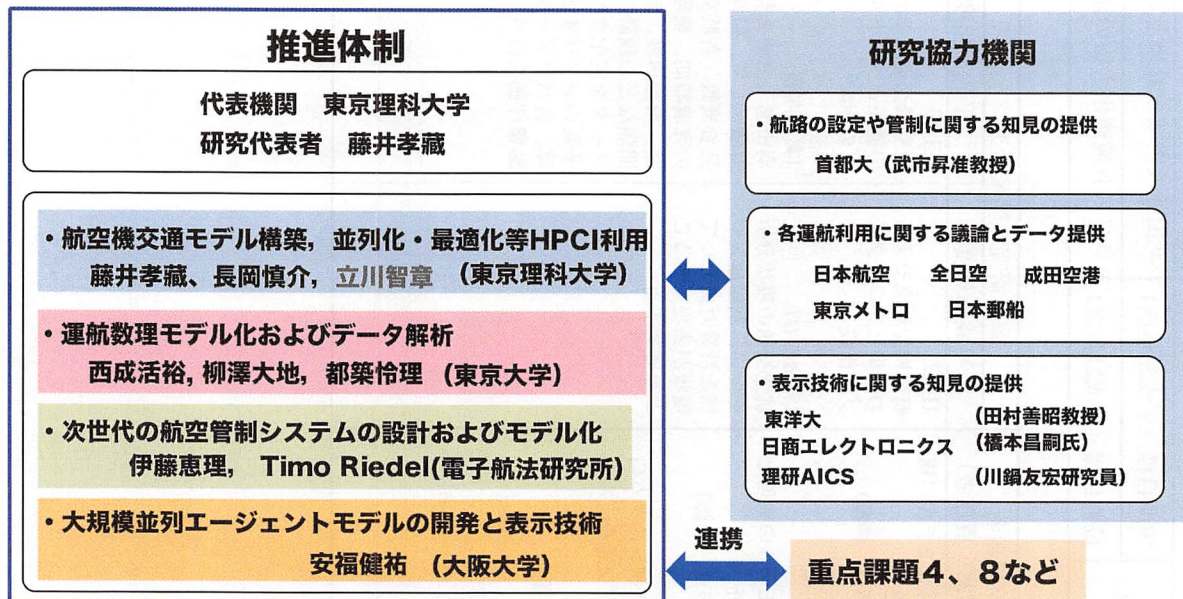 推進体制
代表機関 東京理科大学
研究代表者 藤井孝藏
・航空機交通モデル構築，並列化・最適化等HPCI利用
藤井孝藏、長岡慎介，立川智章 （東京理科大学）
・運航数理モデル化およびデータ解析
西成活裕, 柳澤大地，都築怜理 （東京大学）
・次世代の航空管制システムの設計およびモデル化
伊藤恵理， Timo Riedel(電子航法研究所)
・大規模並列エージェントモデルの開発と表示技術
安福健祐 （大阪大学）
研究協力機関
・航路の設定や管制に関する知見の提供
首都大（武市昇准教授）
・各運航利用に関する議論とデータ提供
日本航空 全日空 成田空港
東京メトロ 日本郵船
・表示技術に関する知見の提供
東洋大 （田村善昭教授）
日商エレクトロニクス （橋本昌嗣氏）
理研AICS （川鍋友宏研究員）
連携
重点課題４、８など